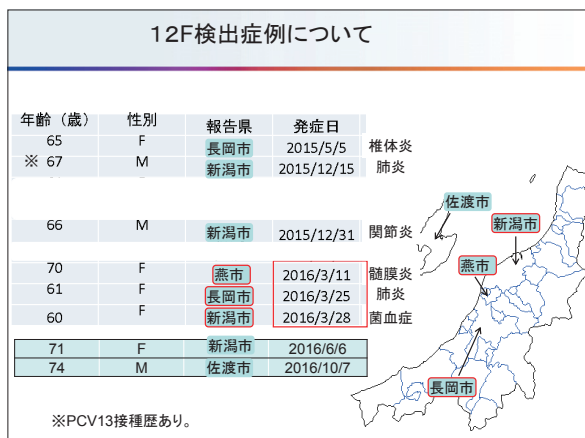 12F検出症例について
年齢（歳） 性別 報告県 発症日
65 F 長岡市 2015/5/5 椎体炎
※ 67 M 新潟市 2015/12/15 肺炎
66 M 新潟市 2015/12/31 関節炎
70 F 燕市 2016/3/11 髄膜炎
61 F 長岡市 2016/3/25 肺炎
60 F 新潟市 2016/3/28 菌血症
71 F 新潟市 2016/6/6
74 M 佐渡市 2016/10/7
※PCV13接種歴あり。
佐渡市
新潟市
燕市
長岡市